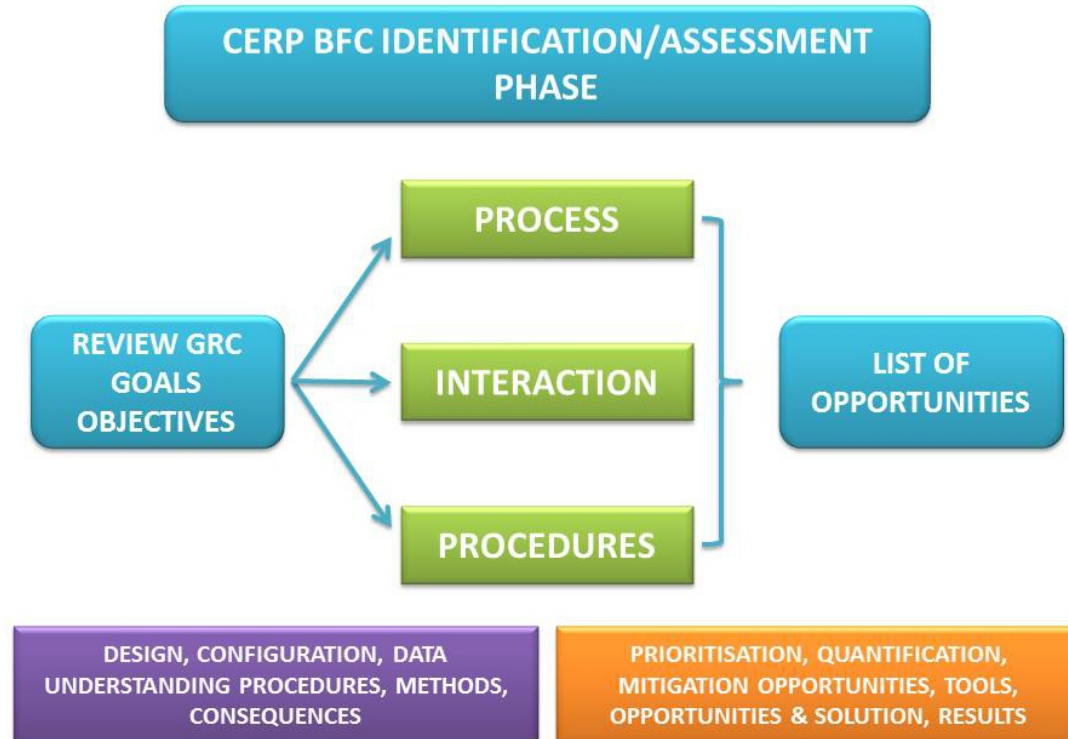 CERP BFC IDENTIFICATION/ASSESSMENT
PHASE
PROCESS
REVIEW GRC
GOALS
OBJECTIVES
INTERACTION
LIST OF
OPPORTUNITIES
PROCEDURES
DESIGN, CONFIGURATION, DATA
UNDERSTANDING PROCEDURES, METHODS,
CONSEQUENCES
PRIORITISATION, QUANTIFICATION,
MITIGATION OPPORTUNITIES, TOOLS,
OPPORTUNITIES & SOLUTION, RESULTS